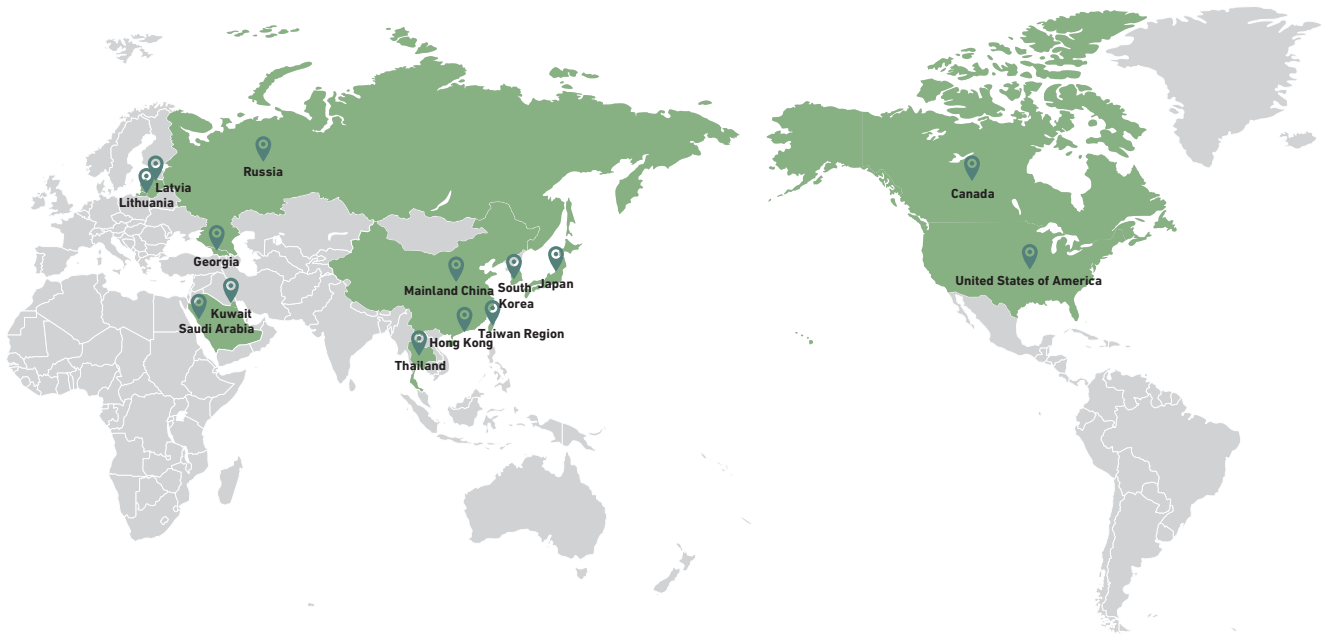 Russia
Canada
Latvia
Lithuania
Georgia
United States of America
Mainland China
South
Korea
Japan
Kuwait
Saudi Arabia
Taiwan Region
Hong Kong
Thailand